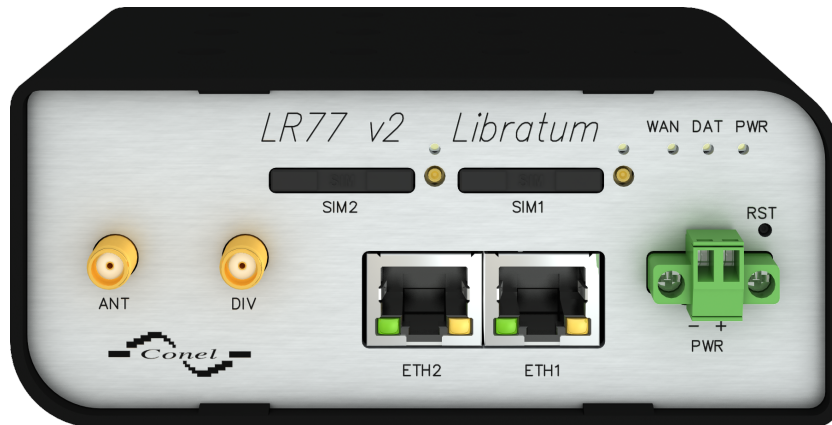 LR77 v2 Libratum
WAN DAT PWR
SIM2
SIM1
RST
ANT
DIV
- +
PWR
Conel
ETH2
ETH1